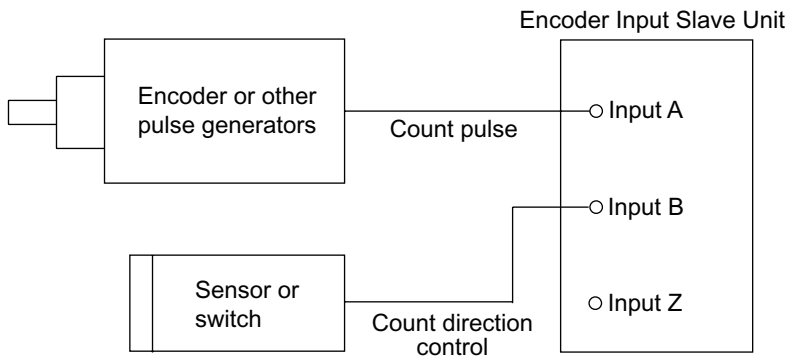 Encoder Input Slave Unit
Encoder or other
pulse generators
Count pulse
Input A
Input B
Sensor or
switch
Count direction
control
Input Z